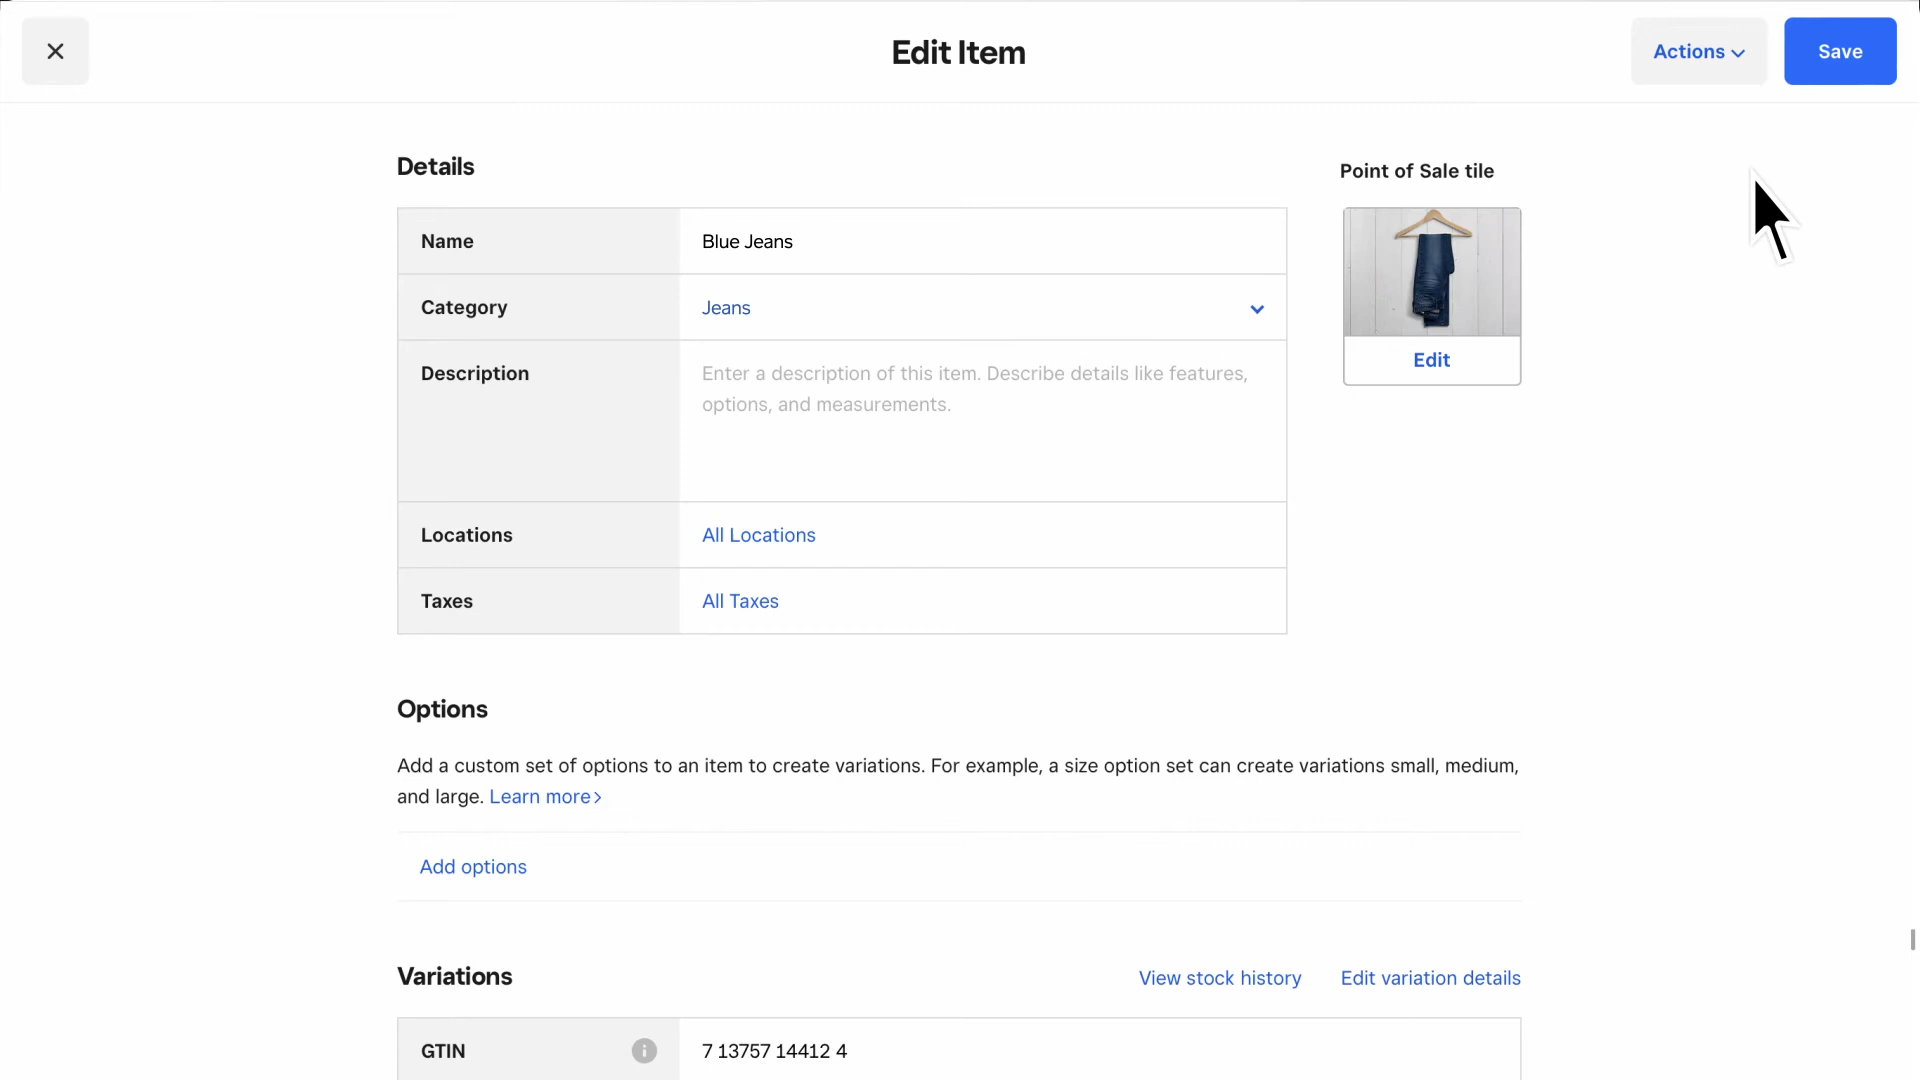 Edit Item
Actions
Save
Details
Point of Sale tile
Name
Blue Jeans
Category
Jeans
Edit
Description
Enter a description of this item. Describe details like features,
options, and measurements.
Locations
All Locations
Taxes
All Taxes
Options
Add a custom set of options to an item to create variations. For example, a size option set can create variations small, medium,
and large. Learn more >
Add options
Variations
View stock history
Edit variation details
GTIN
7 13757 14412 4